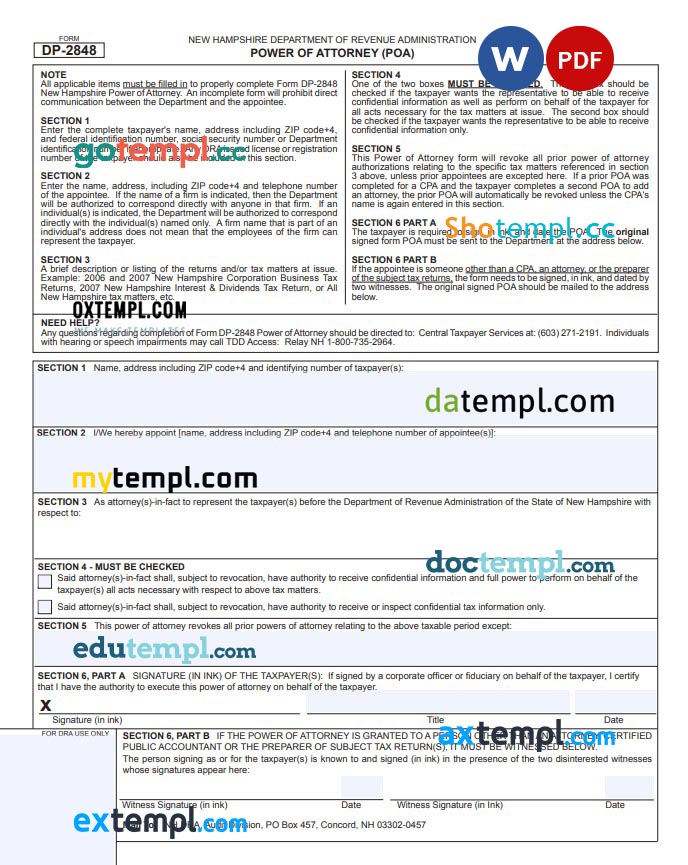 FORM
DP-2848
NEW HAMPSHIRE DEPARTMENT OF REVENUE ADMINISTRATION
POWER OF ATTORNEY (POA)
W
PDF
NOTE
All applicable items must be filled in to properly complete Form DP-2848
New Hampshire Power of Attorney. An incomplete form will prohibit direct
communication between the Department and the appointee.
SECTION 1
Enter the complete taxpayer's name, address including ZIP code+4,
and federal identification number, social security number or Department
identification number
number of the taxpayer should also be included in this section.
gotempl.cc
SECTION 2
Enter the name, address, including ZIP code+4 and telephone number
of the appointee. If the name of a firm is indicated, then the Department
will be authorized to correspond directly with anyone in that firm. If an
individual(s) is indicated, the Department will be authorized to correspond
directly with the individual(s) named only. A firm name that is part of an
individual's address does not mean that the employees of the firm can
represent the taxpayer.
SECTION 3
A brief description or listing of the returns and/or tax matters at issue.
Example: 2006 and 2007 New Hampshire Corporation Business Tax
Returns, 2007 New Hampshire Interest & Dividends Tax Return, or All
New Hampshire tax matters, etc.
OXTEMPL.COM
SECTION 4
One of the two boxes MUST BE should be
checked if the taxpayer wants the representative to be able to receive
confidential information as well as perform on behalf of the taxpayer for
all acts necessary for the tax matters at issue. The second box should
be checked if the taxpayer wants the representative to be able to receive
confidential information only.
SECTION 5
This Power of Attorney form will revoke all prior power of attorney
authorizations relating to the specific tax matters referenced in section
3 above, unless prior appointees are excepted here. If a prior POA was
completed for a CPA and the taxpayer completes a second POA to add
an attorney, the prior POA will automatically be revoked unless the CPA's
name is again entered in this section.
SECTION 6 PART A
Shotempl.cc
The taxpayer is required to sign in ink and date the POA. The original
signed form POA must be sent to the Department at the address below.
SECTION 6 PART B
If the appointee is someone other than a CPA, an attorney, or the preparer
of the subject tax returns, the form needs to be signed, in ink, and dated by
two witnesses. The original signed POA should be mailed to the address
below.
NEED HELP?
Any questions regarding completion of Form DP-2848 Power of Attorney should be directed to: Central Taxpayer Services at: (603) 271-2191. Individuals
with hearing or speech impairments may call TDD Access: Relay NH 1-800-735-2964.
SECTION 1 Name, address including ZIP code+4 and identifying number of taxpayer(s):
datempl.com
SECTION 2 I/We hereby appoint [name, address including ZIP code+4 and telephone number of appointee(s)]:
mytempl.com
SECTION 3 As attorney(s)-in-fact to represent the taxpayer(s) before the Department of Revenue Administration of the State of New Hampshire with
respect to:
doctempl.com
SECTION 4 - MUST BE CHECKED
Said attorney(s)-in-fact shall, subject to revocation, have authority to receive confidential information and full power to perform on behalf of the
taxpayer(s) all acts necessary with respect to above tax matters.
Said attorney(s)-in-fact shall, subject to revocation, have authority to receive or inspect confidential tax information only.
SECTION 5 This power of attorney revokes all prior powers of attorney relating to the above taxable period except:
edutempl.com
SECTION 6, PART A SIGNATURE (IN INK) OF THE TAXPAYER(S): If signed by a corporate officer or fiduciary on behalf of the taxpayer, I certify
that I have the authority to execute this power of attorney on behalf of the taxpayer.
X
Signature (in ink) Title Date
FOR DRA USE ONLY
SECTION 6, PART B IF THE POWER OF ATTORNEY IS GRANTED TO A PERSON OTHER THAN AN ATTORNEY, CERTIFIED
PUBLIC ACCOUNTANT OR THE PREPARER OF SUBJECT TAX RETURN(S), IT MUST BE WITNESSED BELOW.
axtempl.com
The person signing as or for the taxpayer(s) is known to and signed (in ink) in the presence of the two disinterested witnesses
whose signatures appear here:
Witness Signature (in ink) Date Witness Signature (in ink) Date
extempl.com
Mail to: NH DRA, Audit Division, PO Box 457, Concord, NH 03302-0457